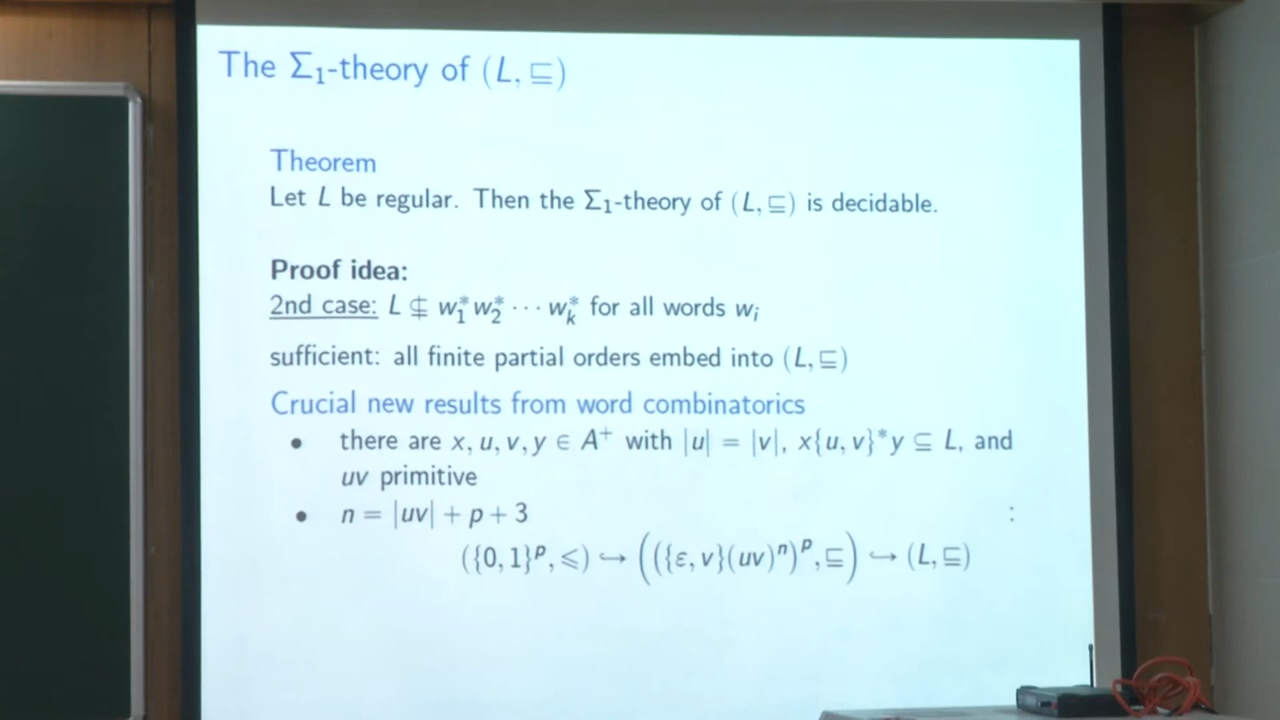 The Σ₁-theory of (L, ⊑)
Theorem
Let L be regular. Then the Σ₁-theory of (L, ⊑) is decidable.
Proof idea:
2nd case: L ⊈ w₁*w₂* ⋯ wₖ* for all words wᵢ
sufficient: all finite partial orders embed into (L, ⊑)
Crucial new results from word combinatorics
• there are x, u, v, y ∈ A⁺ with |u| = |v|, x{u, v}*y ⊆ L, and
uv primitive
• n = |uv| + p + 3 :
({0, 1}ᵖ, ⩽) ↪ (({ε, v}(uv)ⁿ)ᵖ, ⊑) ↪ (L, ⊑)